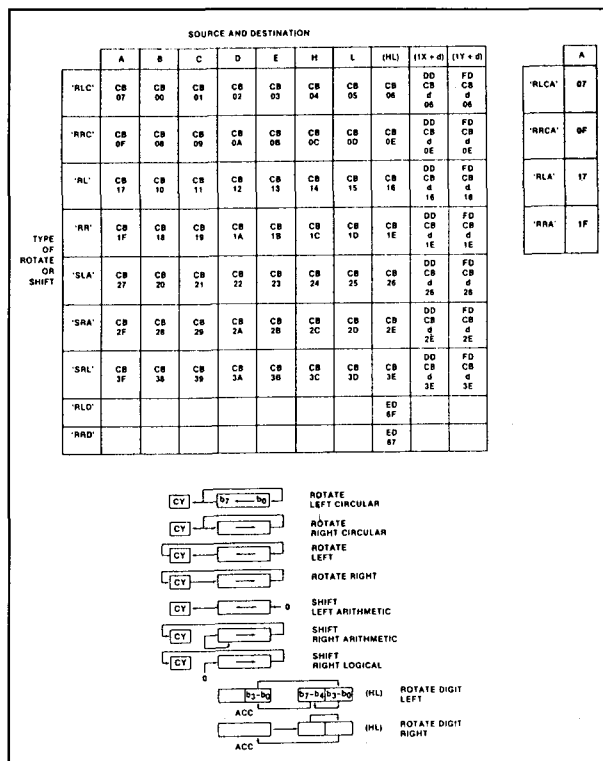 SOURCE AND DESTINATION
A B C D E H L (HL) (1X + d) (1Y + d) A
'RLC' CB 07 CB 00 CB 01 CB 02 CB 03 CB 04 CB 05 CB 06 DD CB d 06 FD CB d 06 'RLCA' 07
'RRC' CB 0F CB 08 CB 09 CB 0A CB 0B CB 0C CB 0D CB 0E DD CB d 0E FD CB d 0E 'RRCA' 0F
'RL' CB 17 CB 10 CB 11 CB 12 CB 13 CB 14 CB 15 CB 16 DD CB d 16 FD CB d 16 'RLA' 17
'RR' CB 1F CB 18 CB 19 CB 1A CB 1B CB 1C CB 1D CB 1E DD CB d 1E FD CB d 1E 'RRA' 1F
TYPE
OF
ROTATE
OR
SHIFT
'SLA' CB 27 CB 20 CB 21 CB 22 CB 23 CB 24 CB 25 CB 26 DD CB d 26 FD CB d 26
'SRA' CB 2F CB 28 CB 29 CB 2A CB 2B CB 2C CB 2D CB 2E DD CB d 2E FD CB d 2E
'SRL' CB 3F CB 38 CB 39 CB 3A CB 3B CB 3C CB 3D CB 3E DD CB d 3E FD CB d 3E
'RLD' ED 6F
'RRD' ED 67
CY b7 b0 ROTATE
LEFT CIRCULAR
CY ROTATE
RIGHT CIRCULAR
CY ROTATE
LEFT
CY ROTATE RIGHT
CY 0 SHIFT
LEFT ARITHMETIC
CY SHIFT
RIGHT ARITHMETIC
CY SHIFT
RIGHT LOGICAL
0
b3-b0 b7-b4 b3-b0 (HL) ROTATE DIGIT
LEFT
ACC
(HL) ROTATE DIGIT
RIGHT
ACC